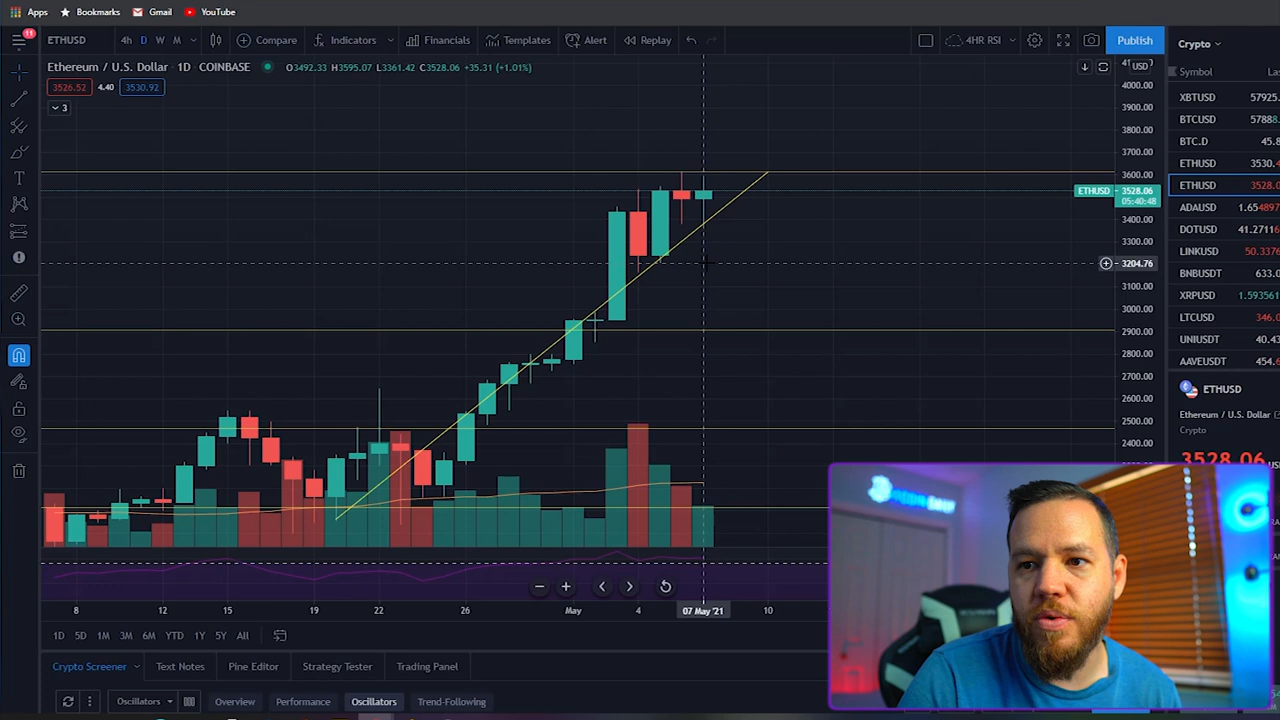 Apps Bookmarks Gmail YouTube
11
ETHUSD 4h D W M Compare Indicators Financials Templates Alert Replay 4HR RSI Publish
Crypto
Ethereum / U.S. Dollar · 1D · COINBASE O3492.33 H3595.07 L3361.42 C3528.06 +35.31 (+1.01%)
USD
Symbol
3526.52 4.40 3530.92
3
4000.00
3900.00
3800.00
3700.00
3600.00
ETHUSD 3528.06
05:40:48
3400.00
3300.00
3204.76
3100.00
3000.00
2900.00
2800.00
2700.00
2600.00
2500.00
2400.00
XBTUSD 57925.
BTCUSD 57888.
BTC.D 45.8
ETHUSD 3530.
ETHUSD 3528.0
ADAUSD 1.654897
DOTUSD 41.2711
LINKUSD 50.3376
BNBUSDT 633.0
XRPUSD 1.593561
LTCUSD 346.0
UNIUSDT 40.43
AAVEUSDT 454.
ETHUSD
Ethereum / U.S. Dollar
Crypto
3528.06
8 12 15 19 22 26 May 4 07 May '21 10
1D 5D 1M 3M 6M YTD 1Y 5Y All
Crypto Screener Text Notes Pine Editor Strategy Tester Trading Panel
Oscillators Overview Performance Oscillators Trend-Following